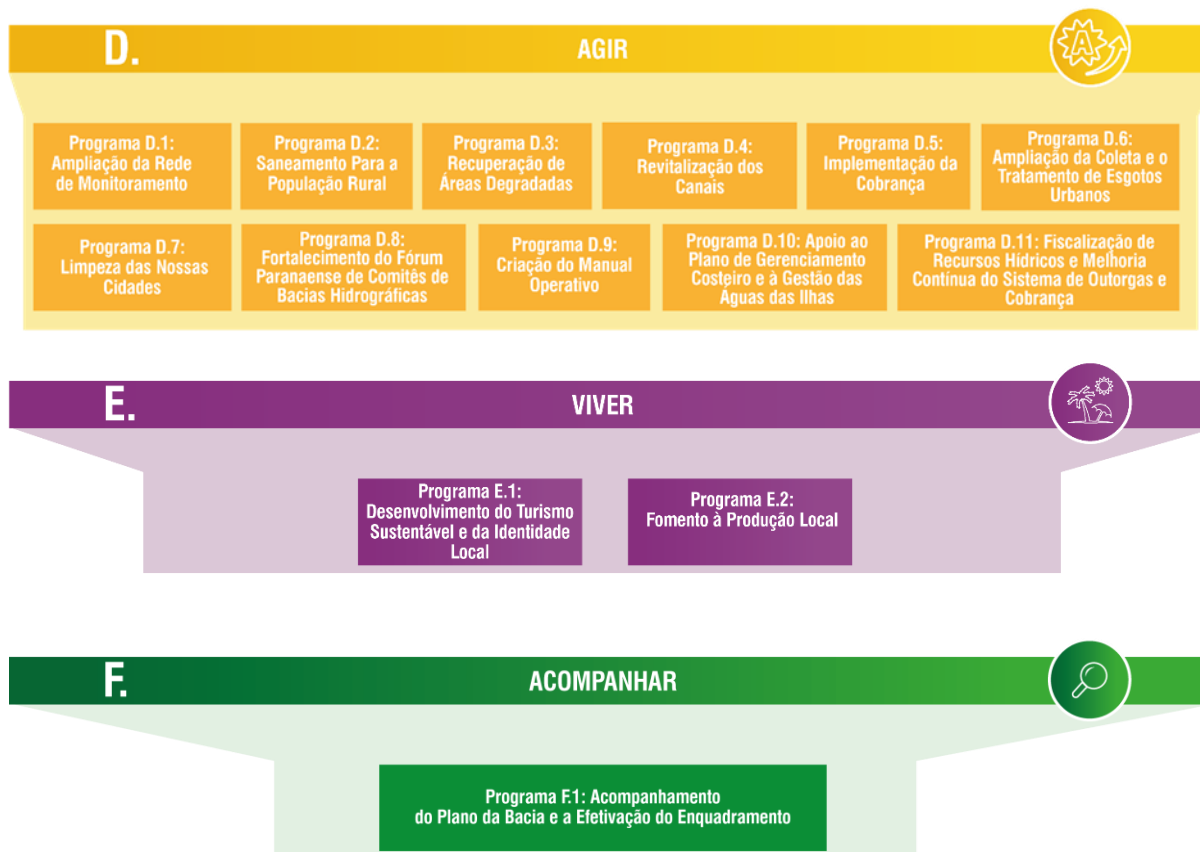 D.
AGIR
A
Programa D.1:
Ampliação da Rede
de Monitoramento
Programa D.2:
Saneamento Para a
População Rural
Programa D.3:
Recuperação de
Áreas Degradadas
Programa D.4:
Revitalização dos
Canais
Programa D.5:
Implementação da
Cobrança
Programa D.6:
Ampliação da Coleta e o
Tratamento de Esgotos
Urbanos
Programa D.7:
Limpeza das Nossas
Cidades
Programa D.8:
Fortalecimento do Fórum
Paranaense de Comitês de
Bacias Hidrográficas
Programa D.9:
Criação do Manual
Operativo
Programa D.10: Apoio ao
Plano de Gerenciamento
Costeiro e à Gestão das
Águas das Ilhas
Programa D.11: Fiscalização de
Recursos Hídricos e Melhoria
Contínua do Sistema de Outorgas e
Cobrança
E.
VIVER
Programa E.1:
Desenvolvimento do Turismo
Sustentável e da Identidade
Local
Programa E.2:
Fomento à Produção Local
F.
ACOMPANHAR
Programa F.1: Acompanhamento
do Plano da Bacia e a Efetivação do Enquadramento